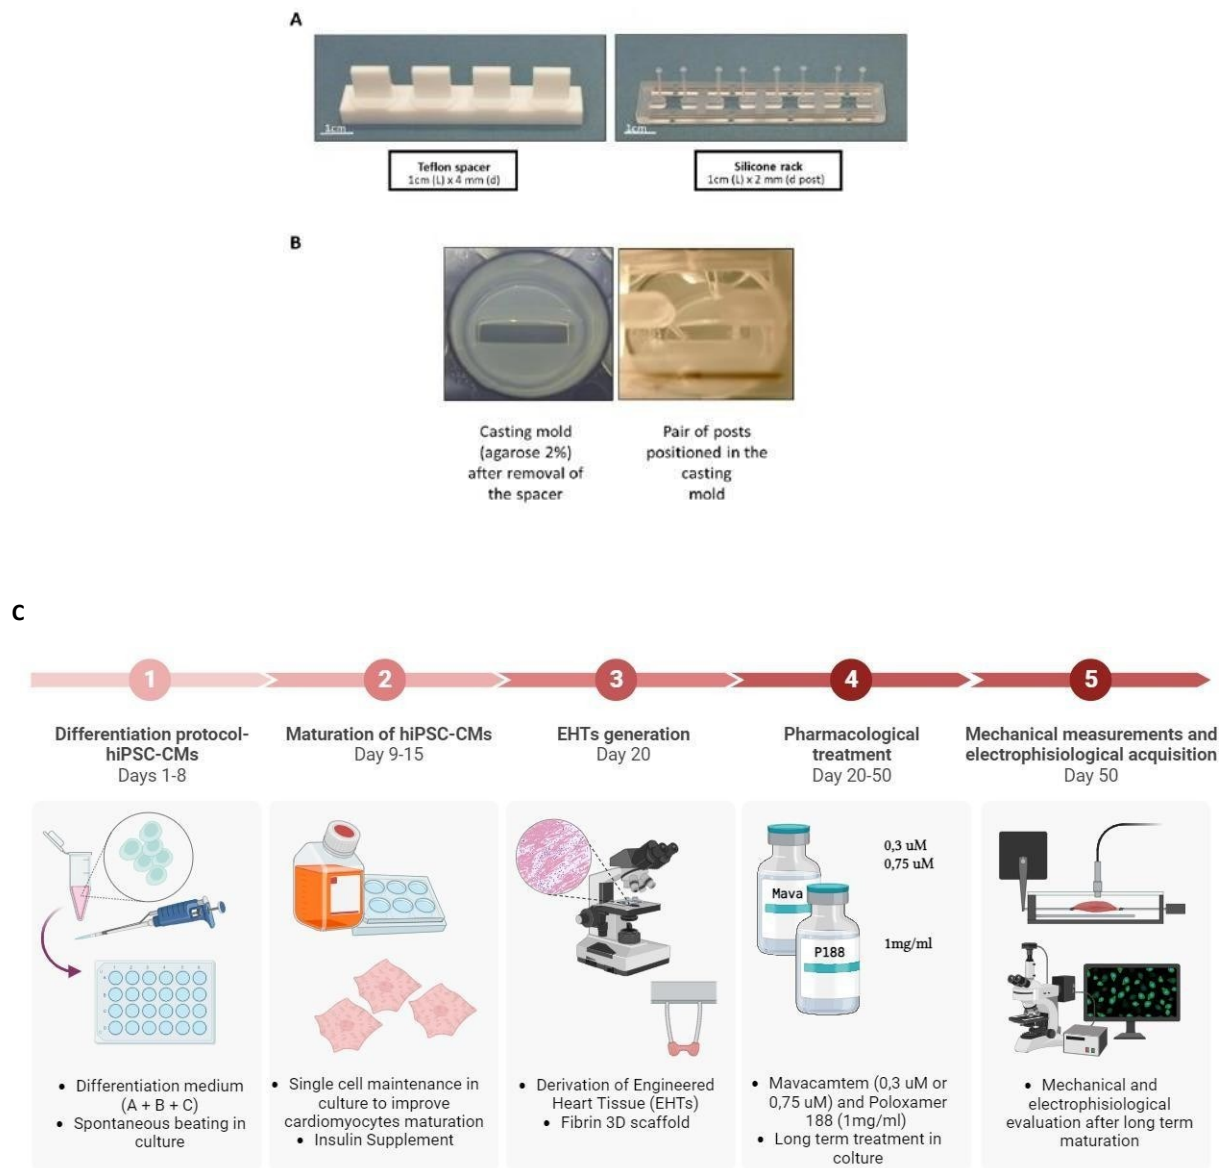 A
1cm
1cm
Teflon spacer
1cm (L) x 4 mm (d)
Silicone rack
1cm (L) x 2 mm (d post)
B
Casting mold
(agarose 2%)
after removal of
the spacer
Pair of posts
positioned in the
casting
mold
C
1
2
3
4
5
Differentiation protocol-
hiPSC-CMs
Days 1-8
Maturation of hiPSC-CMs
Day 9-15
EHTs generation
Day 20
Pharmacological
treatment
Day 20-50
Mechanical measurements and
electrophisiological acquisition
Day 50
Mava
P188
0,3 uM
0,75 uM
1mg/ml
• Differentiation medium
(A + B + C)
• Spontaneous beating in
culture
• Single cell maintenance in
culture to improve
cardiomyocytes maturation
• Insulin Supplement
• Derivation of Engineered
Heart Tissue (EHTs)
• Fibrin 3D scaffold
• Mavacamtem (0,3 uM or
0,75 uM) and Poloxamer
188 (1mg/ml)
• Long term treatment in
colture
• Mechanical and
electrophisiological
evaluation after long term
maturation